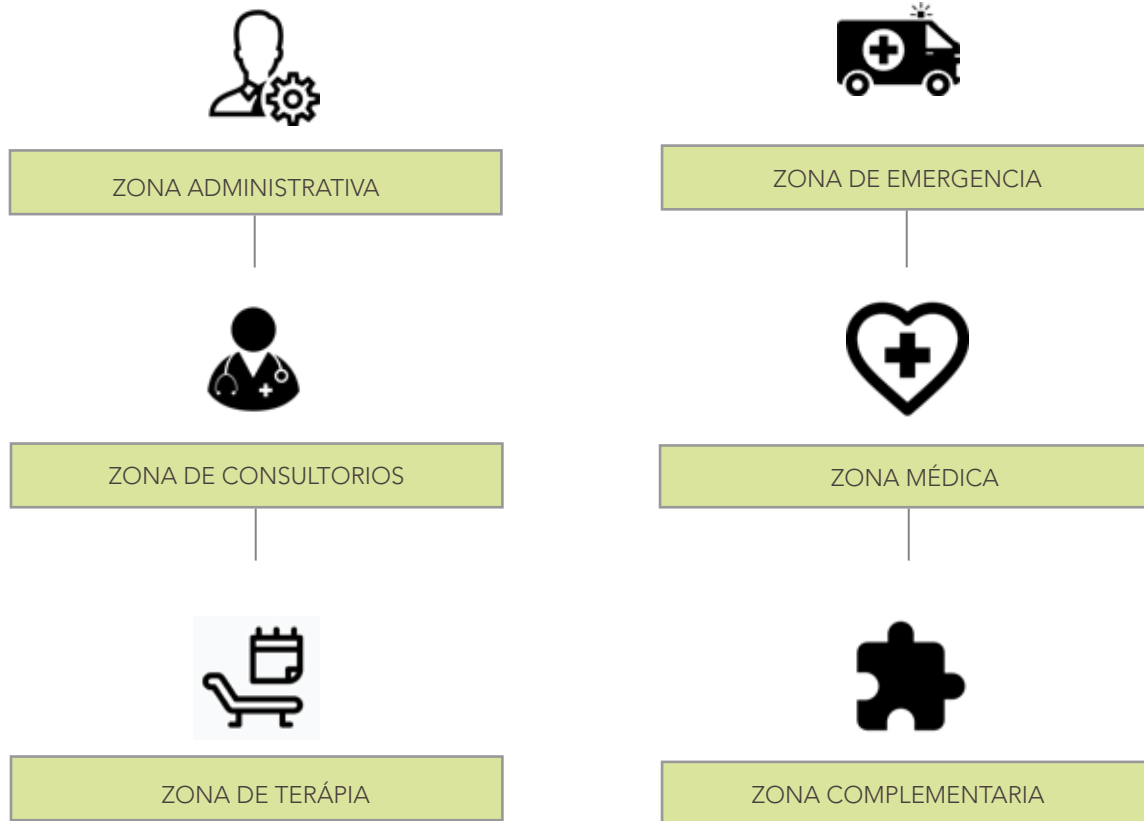 ZONA ADMINISTRATIVA
ZONA DE EMERGENCIA
ZONA DE CONSULTORIOS
ZONA MÉDICA
ZONA DE TERÁPIA
ZONA COMPLEMENTARIA